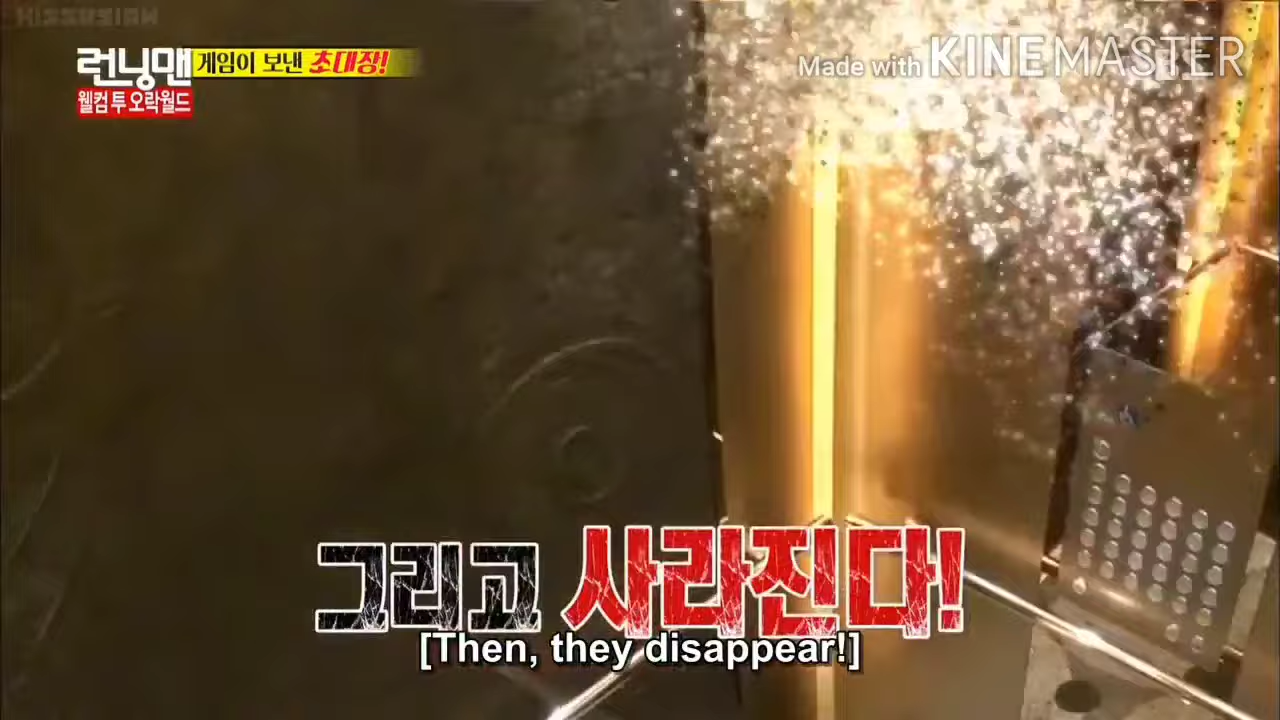 KISSASIAN
런닝맨 게임이 보낸 초대장!
웰컴 투 오락월드
Made with KINEMASTER
그리고 사라진다!
[Then, they disappear!]